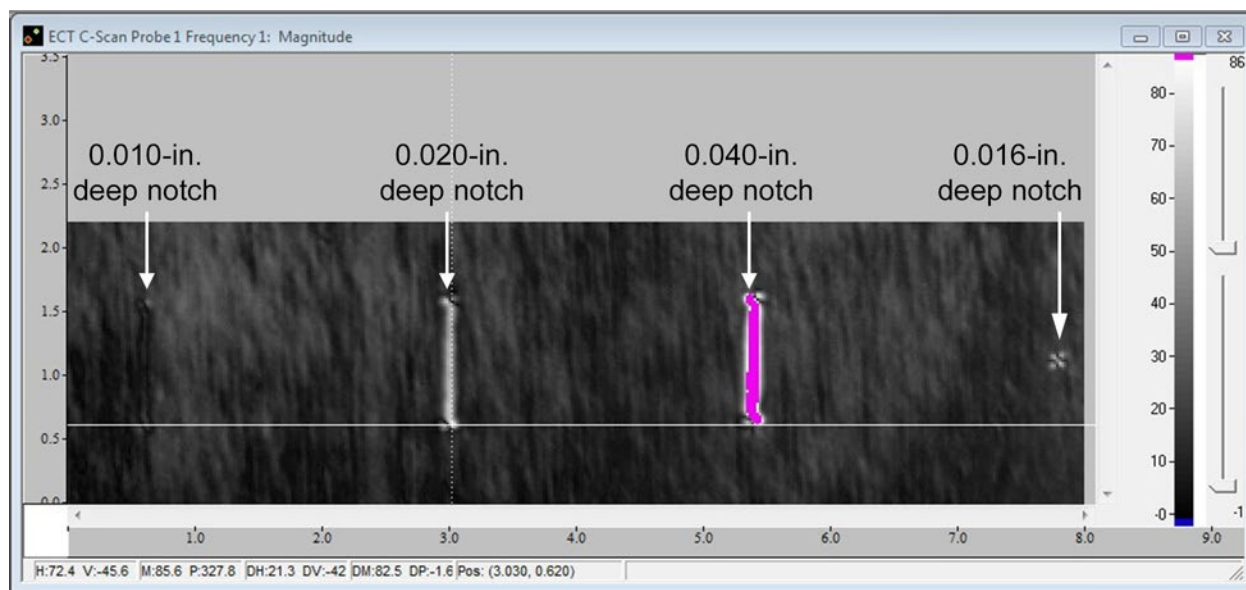 ECT C-Scan Probe 1 Frequency 1: Magnitude
3.5
3.0
2.5
2.0
1.5
1.0
0.5
0.0
0.010-in.
deep notch
0.020-in.
deep notch
0.040-in.
deep notch
0.016-in.
deep notch
86
80
70
60
50
40
30
20
10
-0
-1
1.0 2.0 3.0 4.0 5.0 6.0 7.0 8.0 9.0
H:72.4 V:-45.6 M:85.6 P:327.8 DH:21.3 DV:-42 DM:82.5 DP:-1.6 Pos: (3.030, 0.620)